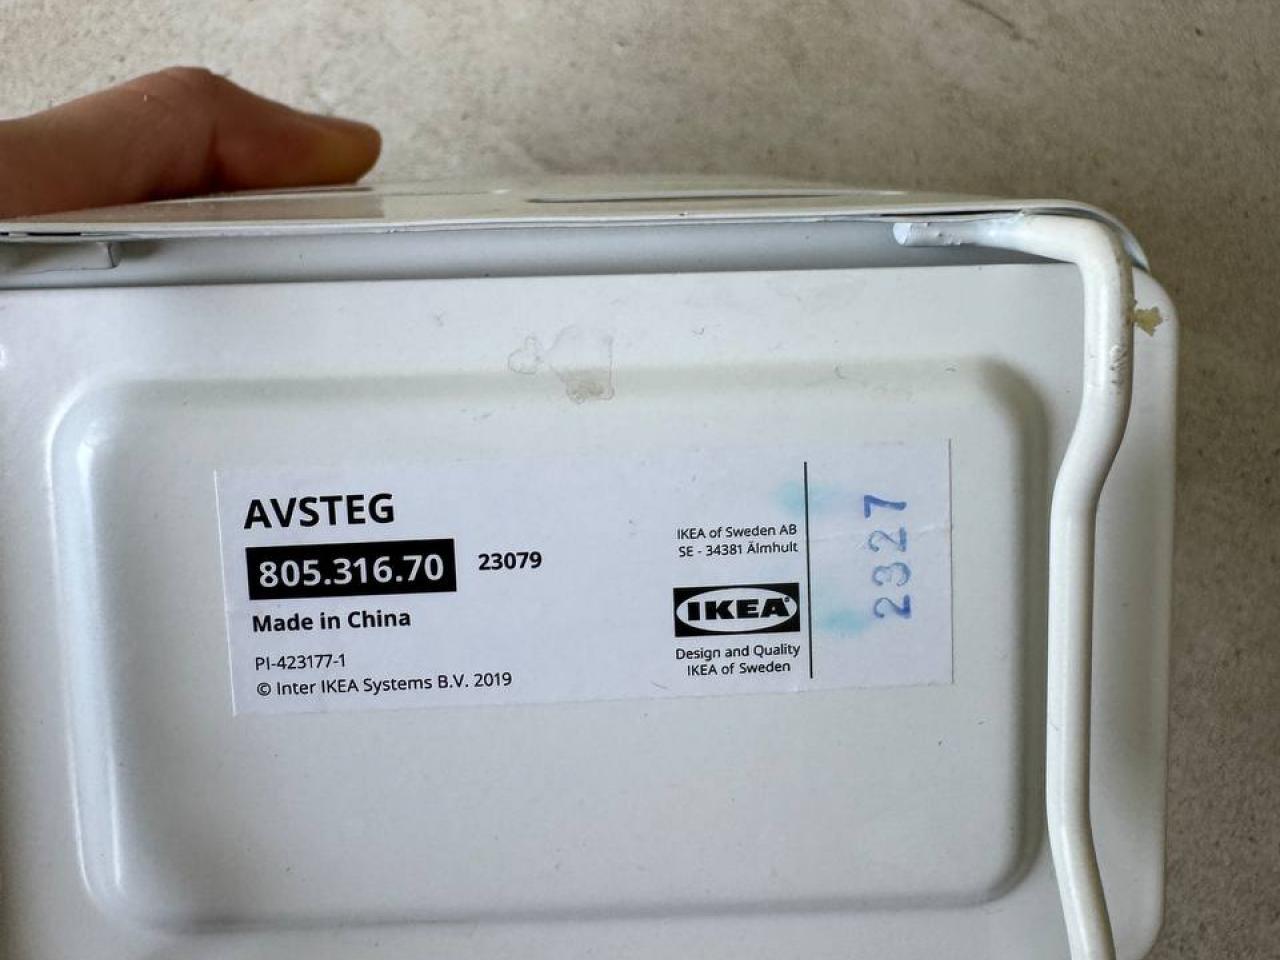 AVSTEG
805.316.70 23079
Made in China
PI-423177-1
© Inter IKEA Systems B.V. 2019
IKEA of Sweden AB
SE - 34381 Älmhult
IKEA®
Design and Quality
IKEA of Sweden
2327